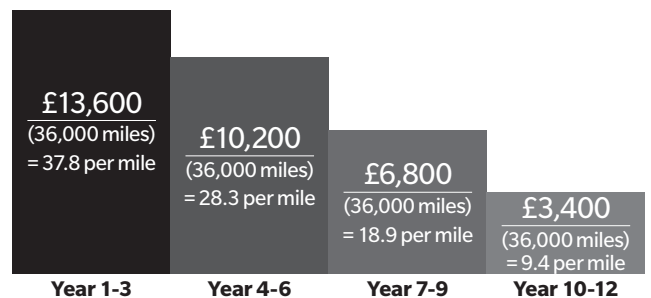 £13,600
(36,000 miles)
= 37.8 per mile
£10,200
(36,000 miles)
= 28.3 per mile
£6,800
(36,000 miles)
= 18.9 per mile
£3,400
(36,000 miles)
= 9.4 per mile
Year 1-3 Year 4-6 Year 7-9 Year 10-12